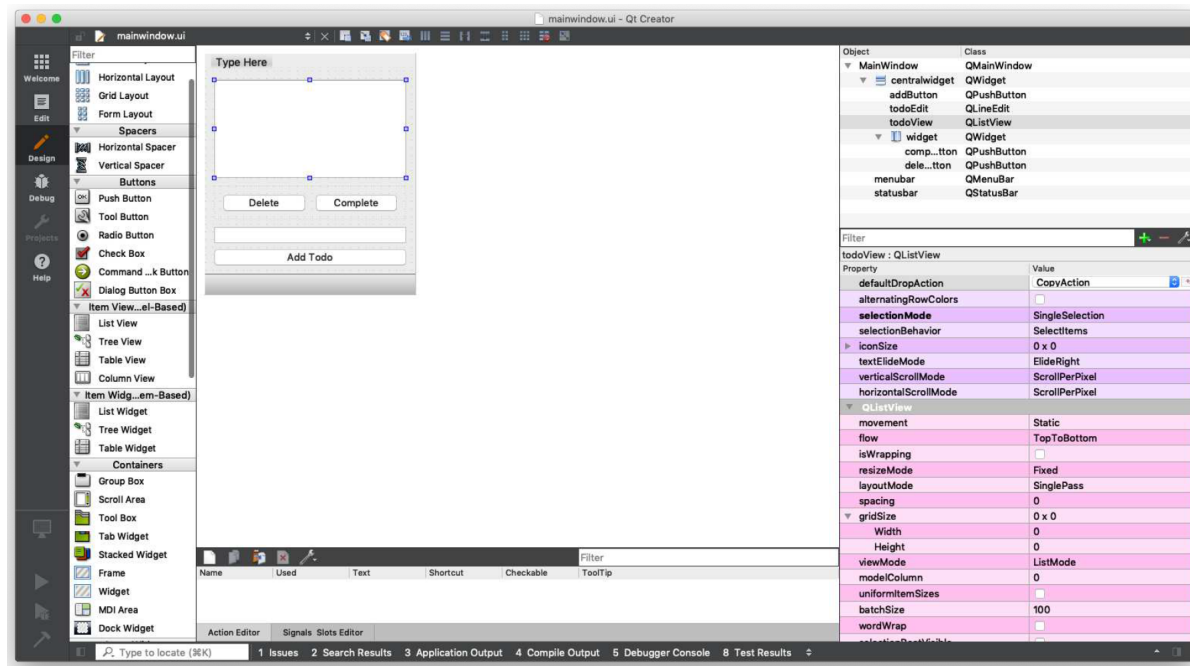 mainwindow.ui - Qt Creator
mainwindow.ui
Welcome
Edit
Design
Debug
Projects
Help
Filter
Horizontal Layout
Grid Layout
Form Layout
Spacers
Horizontal Spacer
Vertical Spacer
Buttons
Push Button
Tool Button
Radio Button
Check Box
Command ...k Button
Dialog Button Box
Item View...el-Based)
List View
Tree View
Table View
Column View
Item Widg...em-Based)
List Widget
Tree Widget
Table Widget
Containers
Group Box
Scroll Area
Tool Box
Tab Widget
Stacked Widget
Frame
Widget
MDI Area
Dock Widget
Type Here
Delete Complete
Add Todo
Filter
Name Used Text Shortcut Checkable ToolTip
Action Editor Signals Slots Editor
Object Class
MainWindow QMainWindow
centralwidget QWidget
addButton QPushButton
todoEdit QLineEdit
todoView QListView
widget QWidget
comp...tton QPushButton
dele...tton QPushButton
menubar QMenuBar
statusbar QStatusBar
Filter
todoView : QListView
Property Value
defaultDropAction CopyAction
alternatingRowColors
selectionMode SingleSelection
selectionBehavior SelectItems
iconSize 0 x 0
textElideMode ElideRight
verticalScrollMode ScrollPerPixel
horizontalScrollMode ScrollPerPixel
QListView
movement Static
flow TopToBottom
isWrapping
resizeMode Fixed
layoutMode SinglePass
spacing 0
gridSize 0 x 0
Width 0
Height 0
viewMode ListMode
modelColumn 0
uniformItemSizes
batchSize 100
wordWrap
Type to locate (⌘K) 1 Issues 2 Search Results 3 Application Output 4 Compile Output 5 Debugger Console 8 Test Results